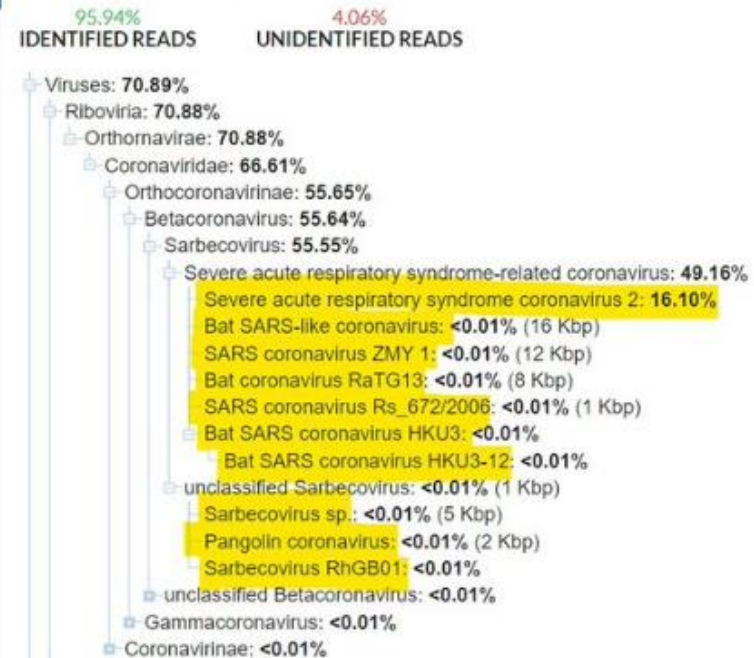 95.94% 4.06%
IDENTIFIED READS UNIDENTIFIED READS
Viruses: 70.89%
Riboviria: 70.88%
Orthornavirae: 70.88%
Coronaviridae: 66.61%
Orthocoronavirinae: 55.65%
Betacoronavirus: 55.64%
Sarbecovirus: 55.55%
Severe acute respiratory syndrome-related coronavirus: 49.16%
Severe acute respiratory syndrome coronavirus 2: 16.10%
Bat SARS-like coronavirus: <0.01% (16 Kbp)
SARS coronavirus ZMY 1: <0.01% (12 Kbp)
Bat coronavirus RaTG13: <0.01% (8 Kbp)
SARS coronavirus Rs_672/2006: <0.01% (1 Kbp)
Bat SARS coronavirus HKU3: <0.01%
Bat SARS coronavirus HKU3-12: <0.01%
unclassified Sarbecovirus: <0.01% (1 Kbp)
Sarbecovirus sp.: <0.01% (5 Kbp)
Pangolin coronavirus: <0.01% (2 Kbp)
Sarbecovirus RhGB01: <0.01%
unclassified Betacoronavirus: <0.01%
Gammacoronavirus: <0.01%
Coronavirinae: <0.01%